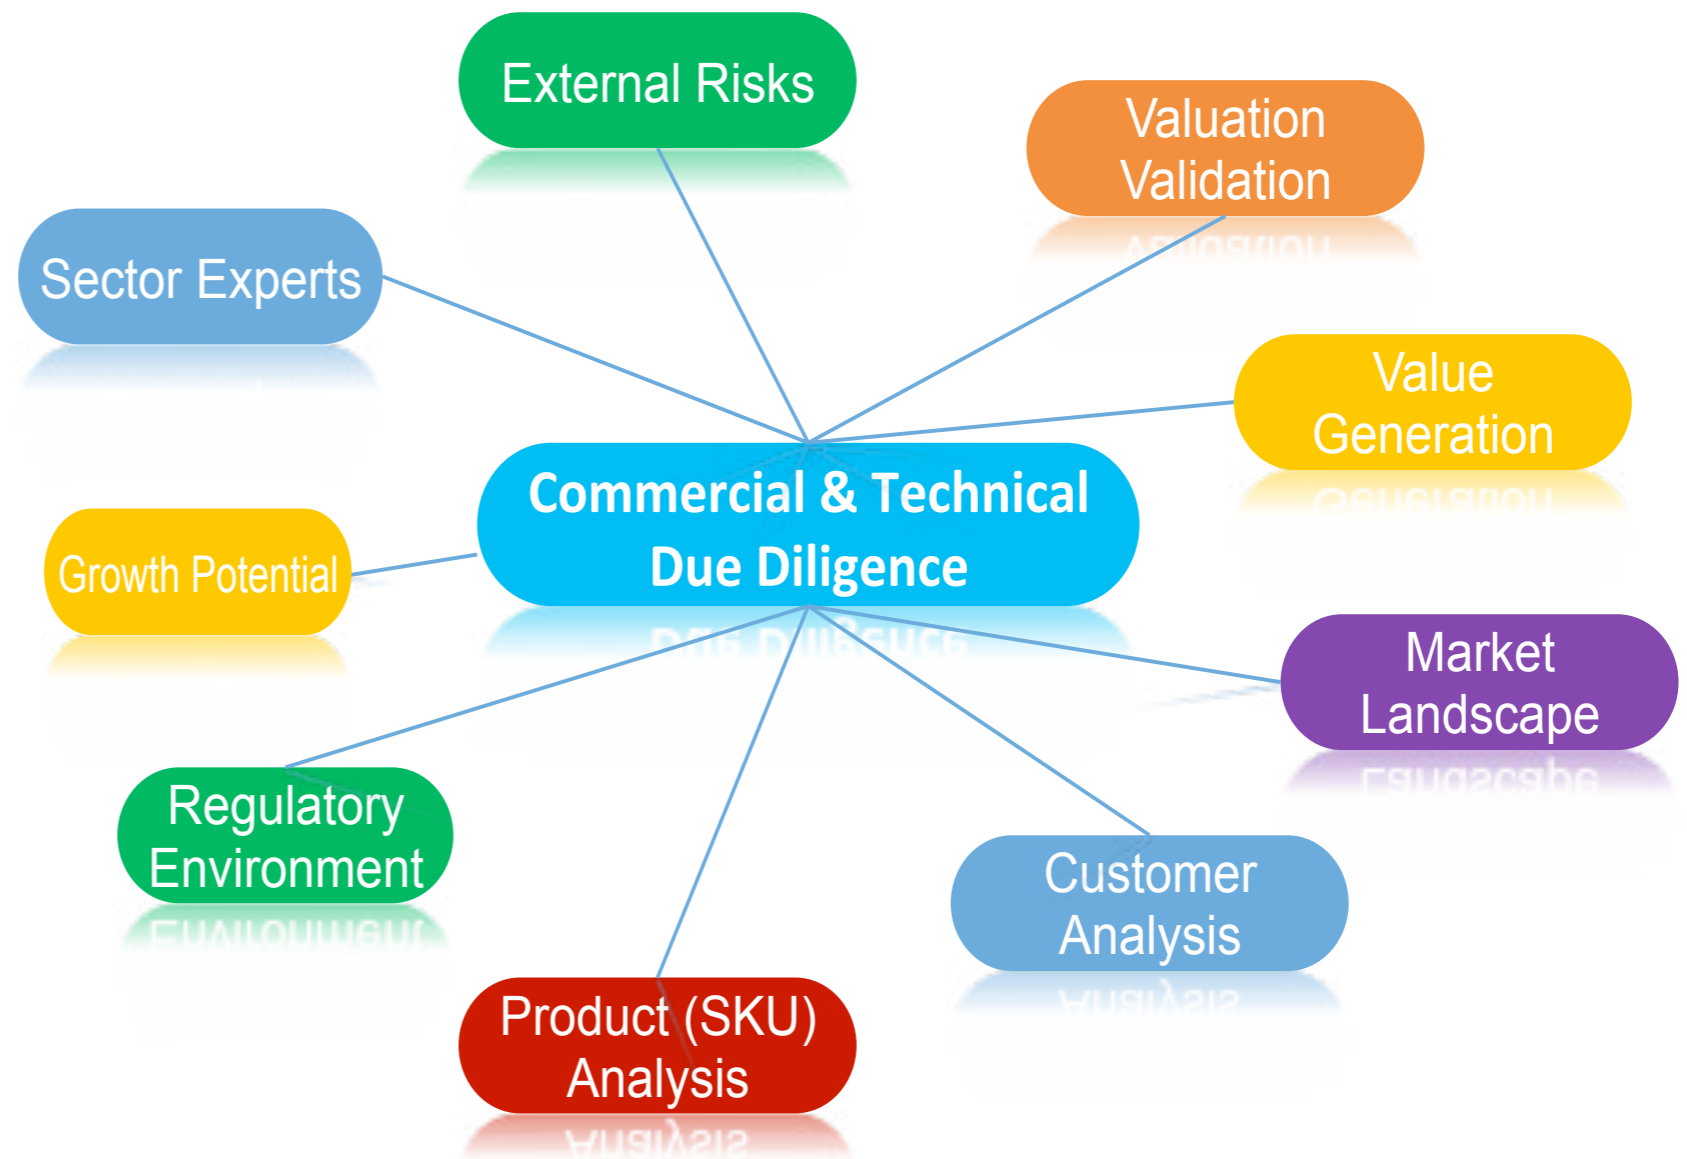 External Risks
Valuation
Validation
Sector Experts
Value
Generation
Commercial & Technical
Due Diligence
Growth Potential
Market
Landscape
Regulatory
Environment
Customer
Analysis
Product (SKU)
Analysis